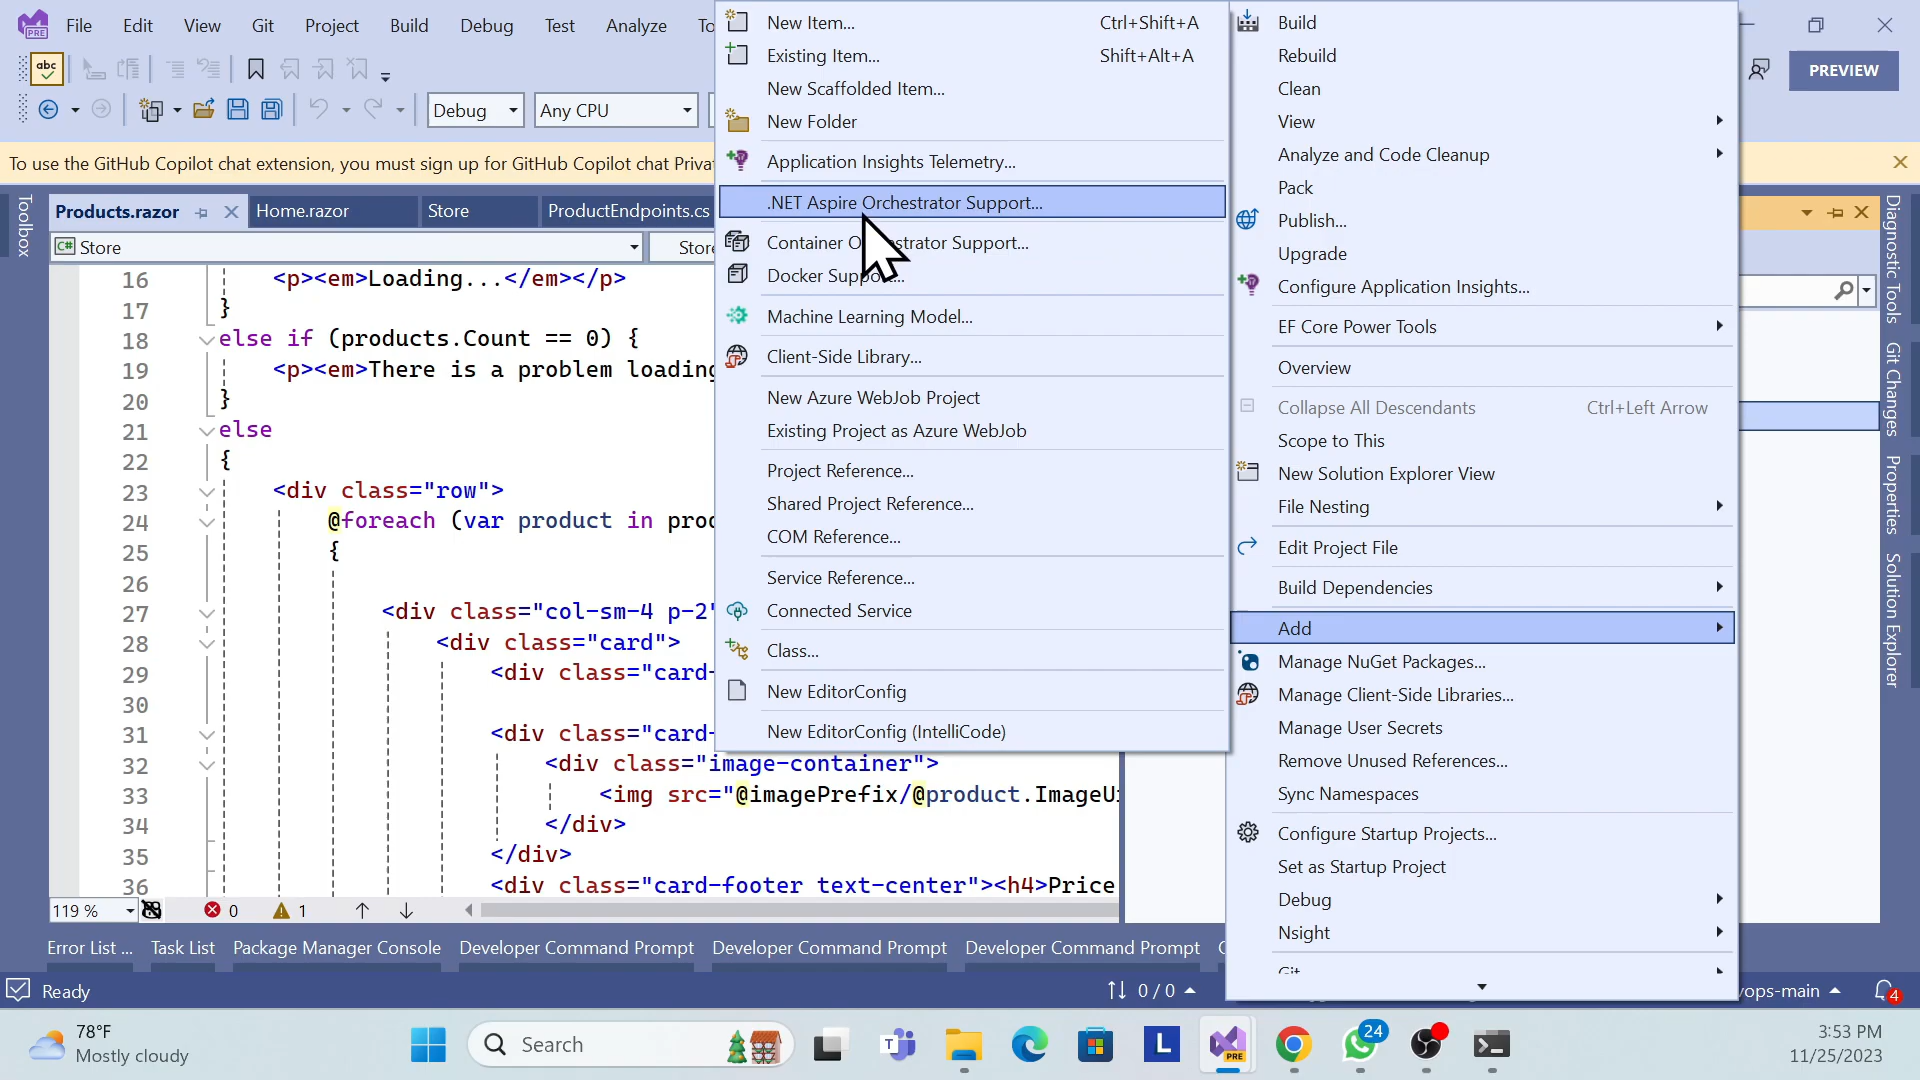 File Edit View Git Project Build Debug Test Analyze To
PREVIEW
Debug Any CPU
To use the GitHub Copilot chat extension, you must sign up for GitHub Copilot chat Priva
Toolbox
Products.razor Home.razor Store ProductEndpoints.cs
Store Store
16 <p><em>Loading...</em></p>
17 }
18 else if (products.Count == 0) {
19 <p><em>There is a problem loading
20 }
21 else
22 {
23 <div class="row">
24 @foreach (var product in prod
25 {
26
27 <div class="col-sm-4 p-2"
28 <div class="card">
29 <div class="card-
30
31 <div class="card-
32 <div class="image-container">
33 <img src="@imagePrefix/@product.ImageU
34 </div>
35 </div>
36 <div class="card-footer text-center"><h4>Price
119 % 0 1
Error List ... Task List Package Manager Console Developer Command Prompt Developer Command Prompt Developer Command Prompt
Ready 0 / 0 vops-main 4
New Item... Ctrl+Shift+A
Existing Item... Shift+Alt+A
New Scaffolded Item...
New Folder
Application Insights Telemetry...
.NET Aspire Orchestrator Support...
Container Orchestrator Support...
Docker Support...
Machine Learning Model...
Client-Side Library...
New Azure WebJob Project
Existing Project as Azure WebJob
Project Reference...
Shared Project Reference...
COM Reference...
Service Reference...
Connected Service
Class...
New EditorConfig
New EditorConfig (IntelliCode)
Build
Rebuild
Clean
View
Analyze and Code Cleanup
Pack
Publish...
Upgrade
Configure Application Insights...
EF Core Power Tools
Overview
Collapse All Descendants Ctrl+Left Arrow
Scope to This
New Solution Explorer View
File Nesting
Edit Project File
Build Dependencies
Add
Manage NuGet Packages...
Manage Client-Side Libraries...
Manage User Secrets
Remove Unused References...
Sync Namespaces
Configure Startup Projects...
Set as Startup Project
Debug
Nsight
Git
Diagnostic Tools
Git Changes
Properties
Solution Explorer
78°F
Mostly cloudy
Search
L
PRE
24
3:53 PM
11/25/2023